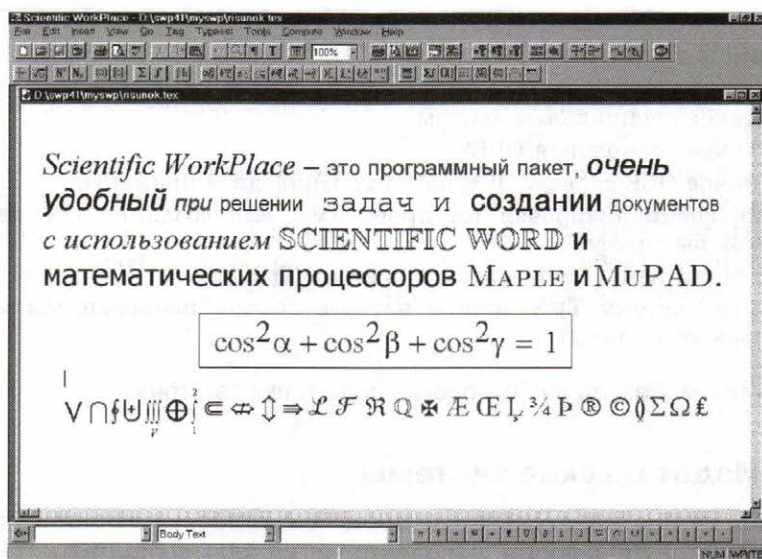 Scientific WorkPlace - D:\swp41\myswp\risunok.tex
File Edit Insert View Go Tag Typeset Tools Compute Window Help
100%
D:\swp41\myswp\risunok.tex
Scientific WorkPlace – это программный пакет, очень
удобный при решении задач и создании документов
с использованием SCIENTIFIC WORD и
математических процессоров MAPLE и MUPAD.
cos²α + cos²β + cos²γ = 1
Body Text
NUM WRITE